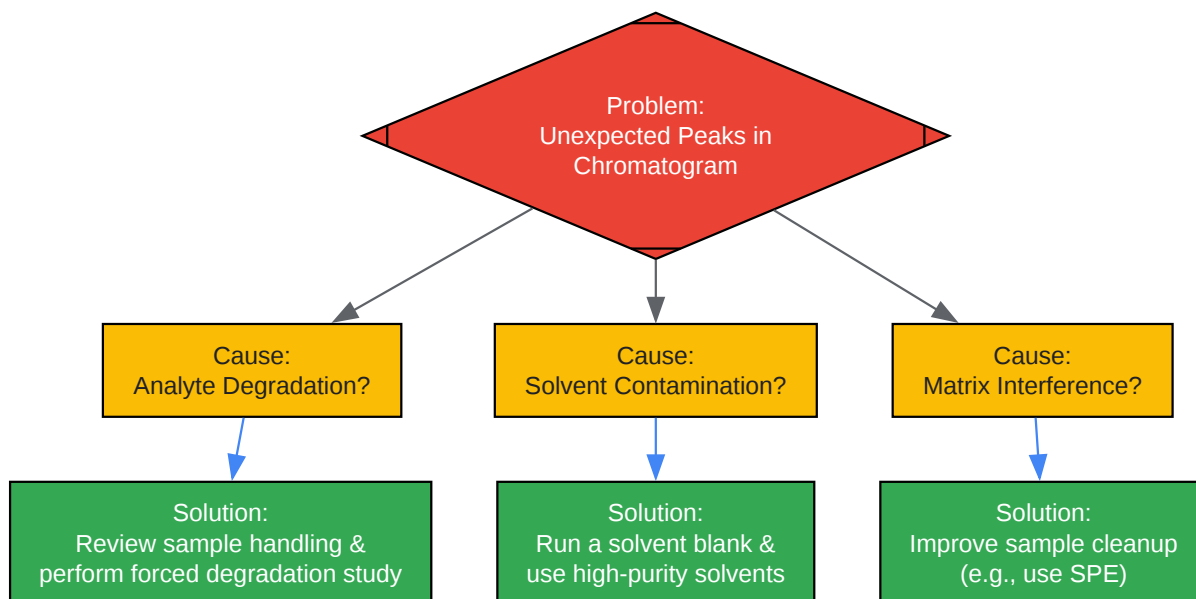 Problem:
Unexpected Peaks in
Chromatogram
Cause:
Analyte Degradation?
Cause:
Solvent Contamination?
Cause:
Matrix Interference?
Solution:
Review sample handling &
perform forced degradation study
Solution:
Run a solvent blank &
use high-purity solvents
Solution:
Improve sample cleanup
(e.g., use SPE)